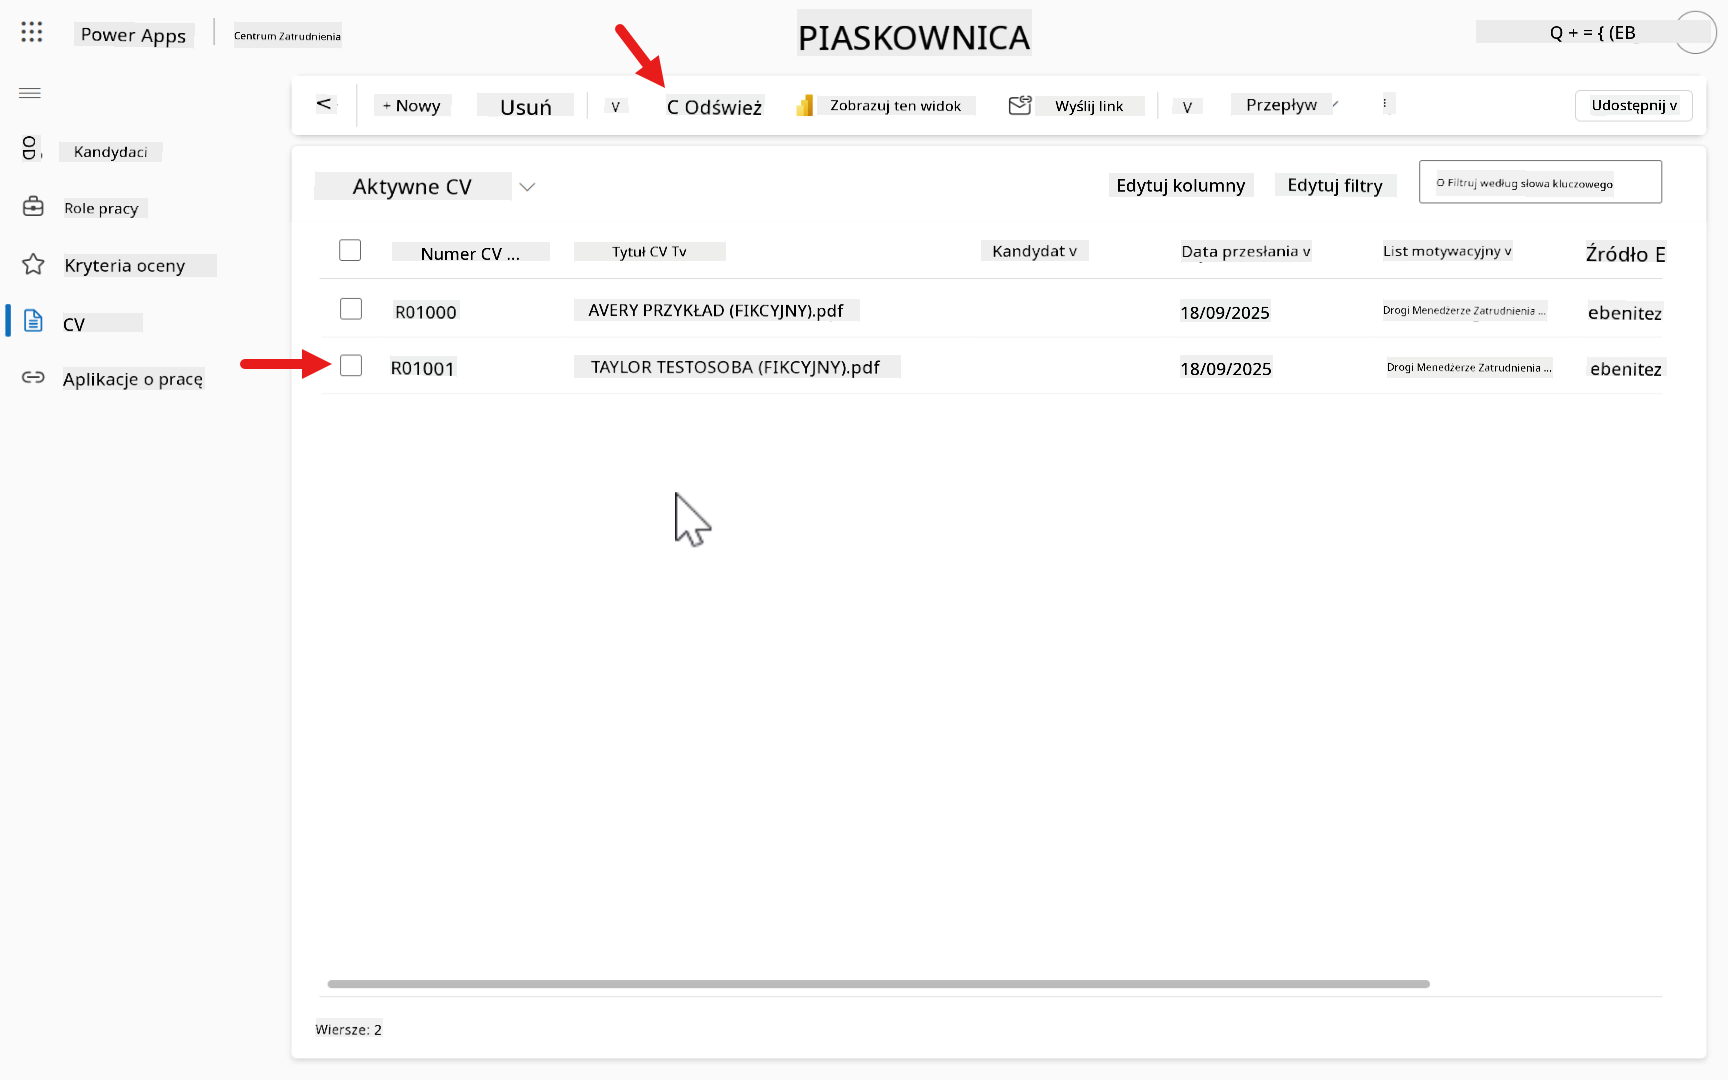 Power Apps
Centrum Zatrudnienia
PIASKOWNICA
Q + = { (EB
< + Nowy Usuń v C Odśwież Zobrazuj ten widok Wyślij link v Przepływ Udostępnij v
Kandydaci
Role pracy
Kryteria oceny
CV
Aplikacje o pracę
Aktywne CV Edytuj kolumny Edytuj filtry O Filtruj według słowa kluczowego
Numer CV ... Tytuł CV Tv Kandydat v Data przesłania v List motywacyjny v Źródło E
R01000 AVERY PRZYKŁAD (FIKCYJNY).pdf 18/09/2025 Drogi Menedżerze Zatrudnienia ... ebenitez
R01001 TAYLOR TESTOSOBA (FIKCYJNY).pdf 18/09/2025 Drogi Menedżerze Zatrudnienia ... ebenitez
Wiersze: 2